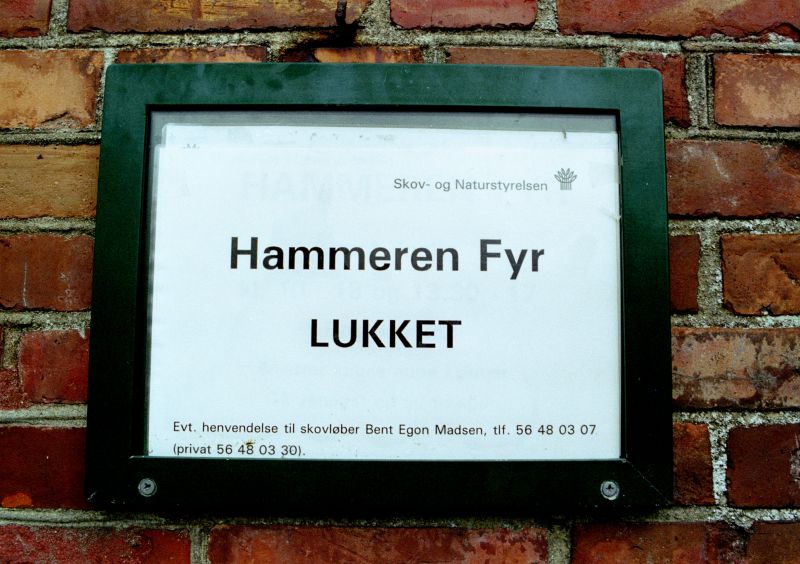 Skov- og Naturstyrelsen
Hammeren Fyr
LUKKET
Evt. henvendelse til skovløber Bent Egon Madsen, tlf. 56 48 03 07
(privat 56 48 03 30).